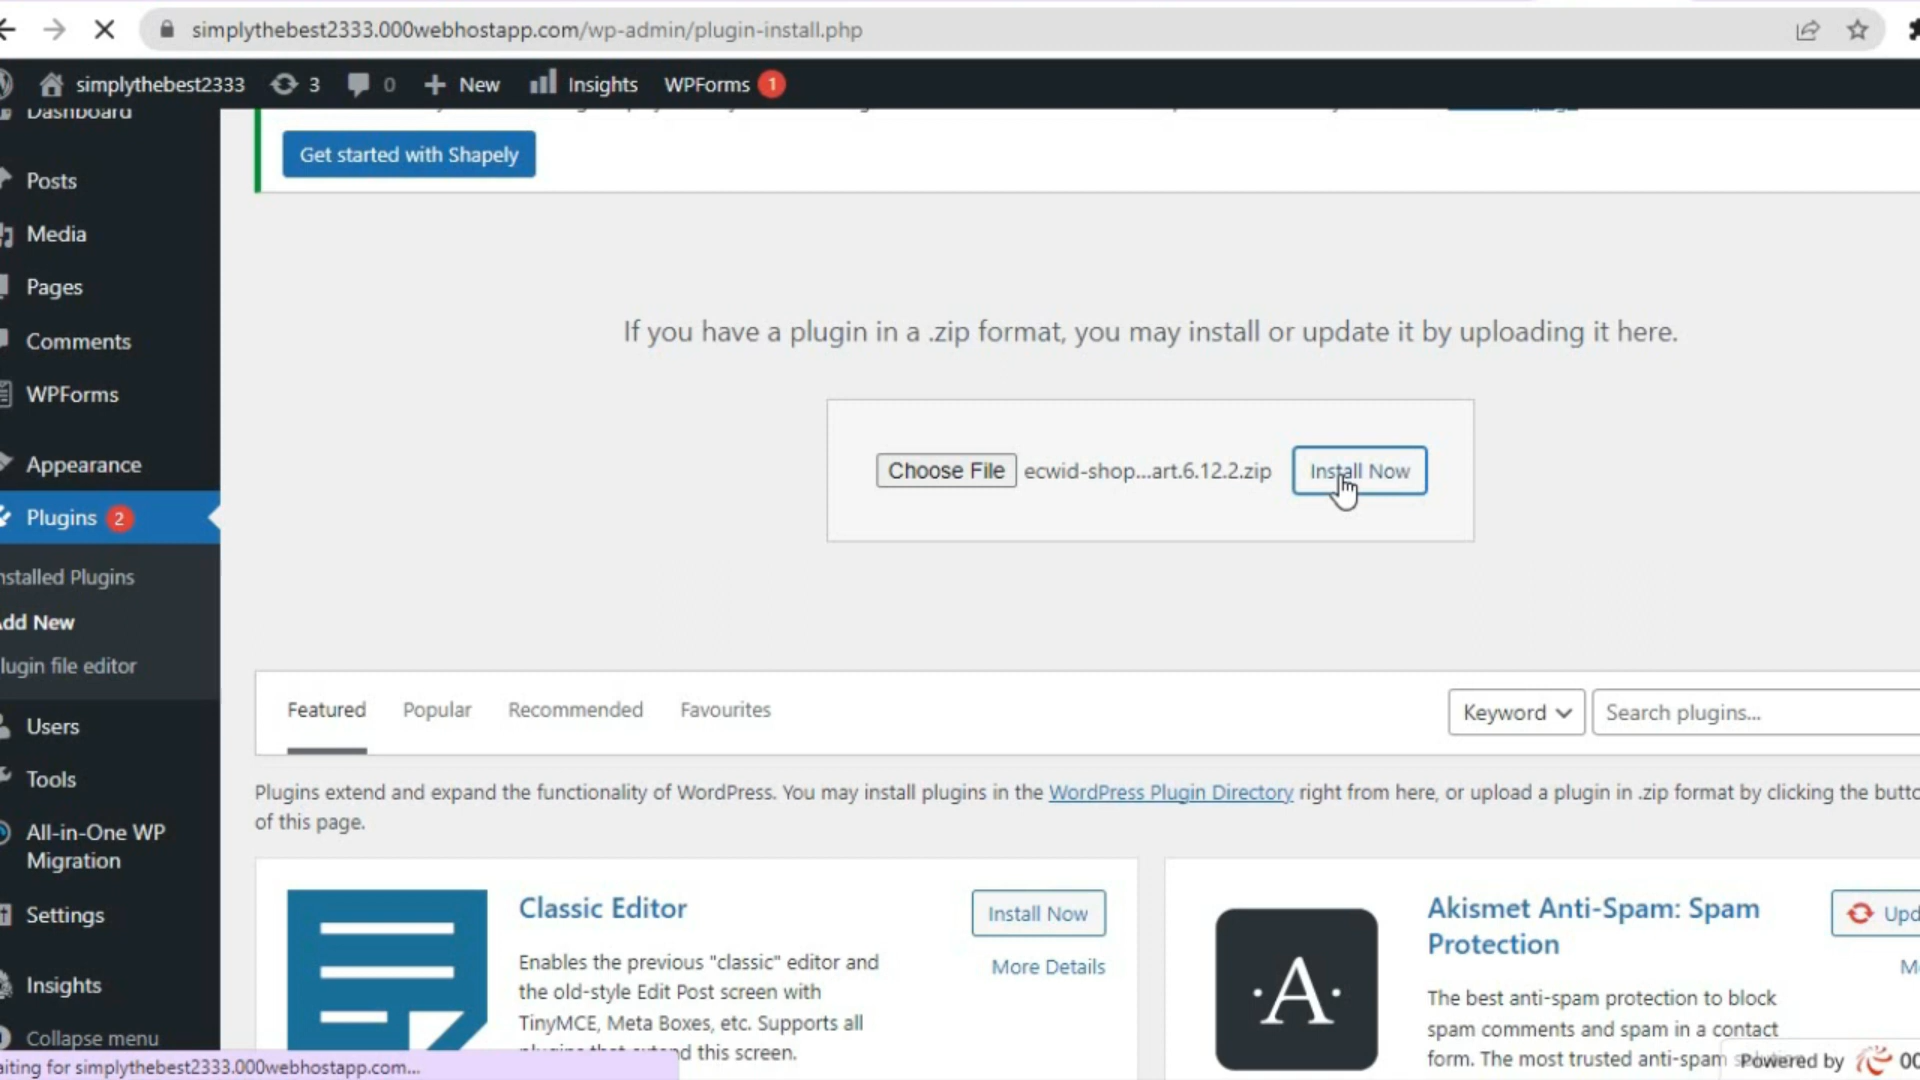 simplythebest2333.000webhostapp.com/wp-admin/plugin-install.php
simplythebest2333 3 0 New Insights WPForms 1
Dashboard
Get started with Shapely
Posts
Media
Pages
If you have a plugin in a .zip format, you may install or update it by uploading it here.
Comments
WPForms
Choose File ecwid-shop...art.6.12.2.zip Install Now
Appearance
Plugins 2
nstalled Plugins
dd New
lugin file editor
Featured Popular Recommended Favourites Keyword Search plugins...
Users
Tools
Plugins extend and expand the functionality of WordPress. You may install plugins in the WordPress Plugin Directory right from here, or upload a plugin in .zip format by clicking the butto
of this page.
All-in-One WP
Migration
Settings
Insights
Collapse menu
Classic Editor Install Now
More Details
Enables the previous "classic" editor and
the old-style Edit Post screen with
TinyMCE, Meta Boxes, etc. Supports all
d this screen.
·A·
Akismet Anti-Spam: Spam
Protection
Upd
Mo
The best anti-spam protection to block
spam comments and spam in a contact
form. The most trusted anti-spam
Powered by 00
aiting for simplythebest2333.000webhostapp.com...